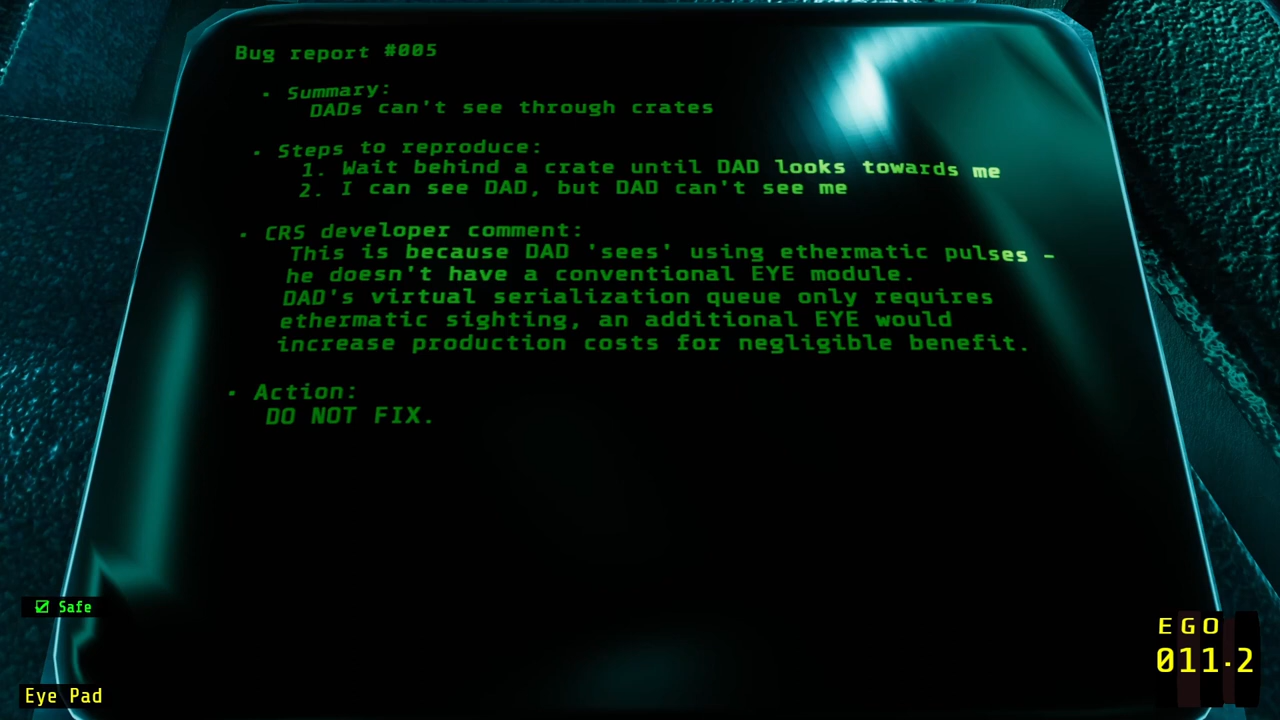 Bug report #005
• Summary:
DADs can't see through crates
• Steps to reproduce:
1. Wait behind a crate until DAD looks towards me
2. I can see DAD, but DAD can't see me
• CRS developer comment:
This is because DAD 'sees' using ethermatic pulses –
he doesn't have a conventional EYE module.
DAD's virtual serialization queue only requires
ethermatic sighting, an additional EYE would
increase production costs for negligible benefit.
• Action:
DO NOT FIX.
☑ Safe
EGO
011·2
Eye Pad